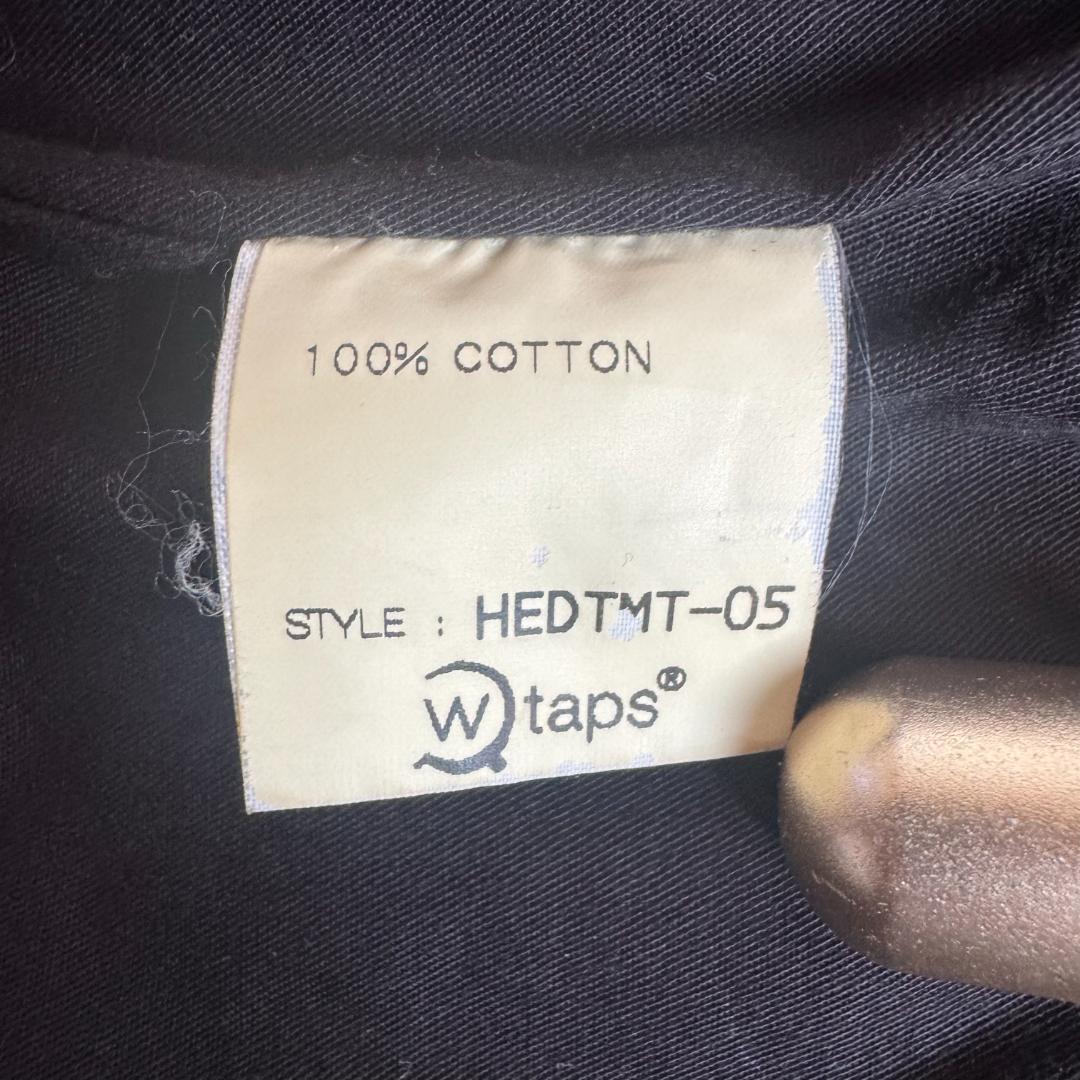 100% COTTON
STYLE : HEDTMT-05
Wtaps®